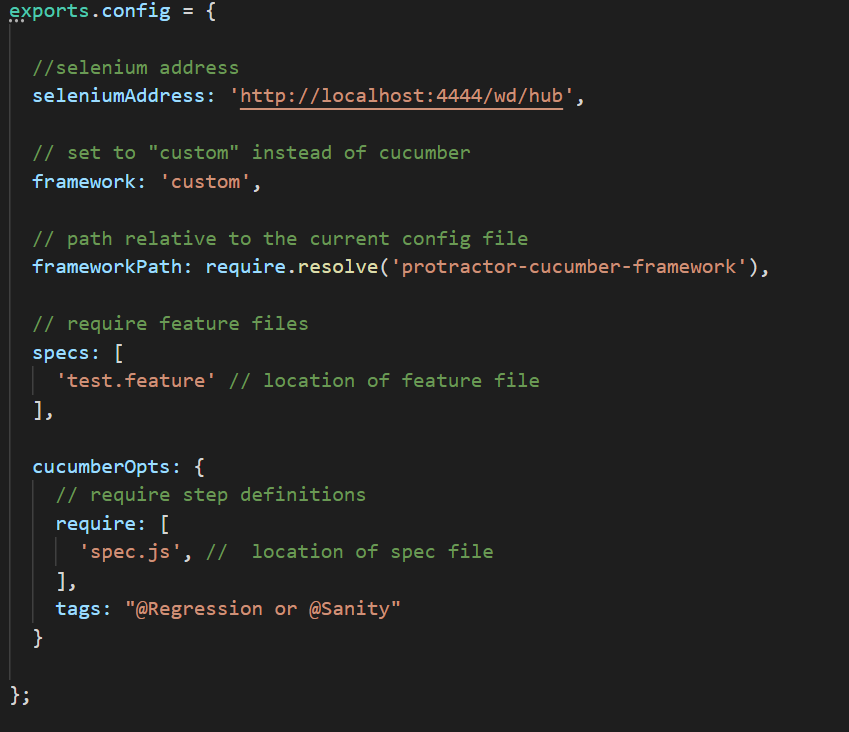 exports.config = {
//selenium address
seleniumAddress: 'http://localhost:4444/wd/hub',
// set to "custom" instead of cucumber
framework: 'custom',
// path relative to the current config file
frameworkPath: require.resolve('protractor-cucumber-framework'),
// require feature files
specs: [
'test.feature' // location of feature file
],
cucumberOpts: {
// require step definitions
require: [
'spec.js', //  location of spec file
],
tags: "@Regression or @Sanity"
}
};